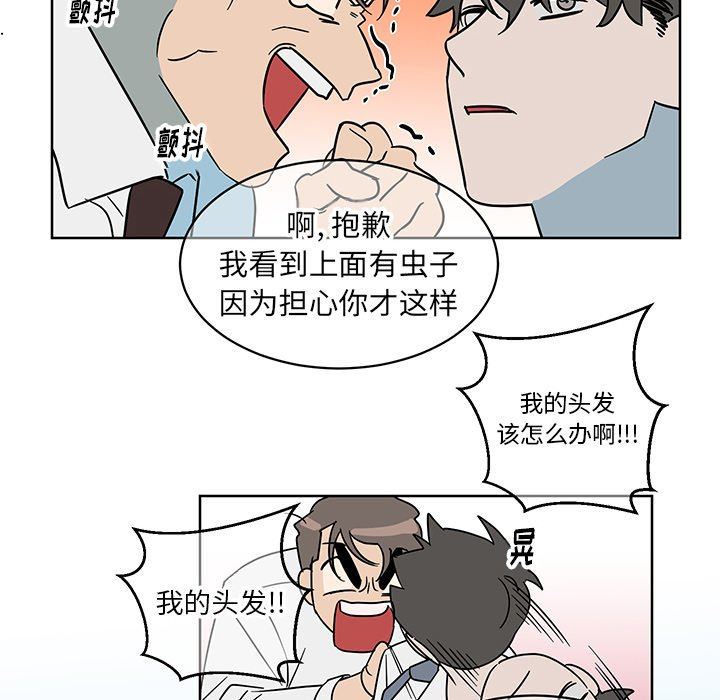 颤抖
颤抖
啊，抱歉
我看到上面有虫子
因为担心你才这样
我的头发
该怎么办啊!!!
晃
我的头发!!